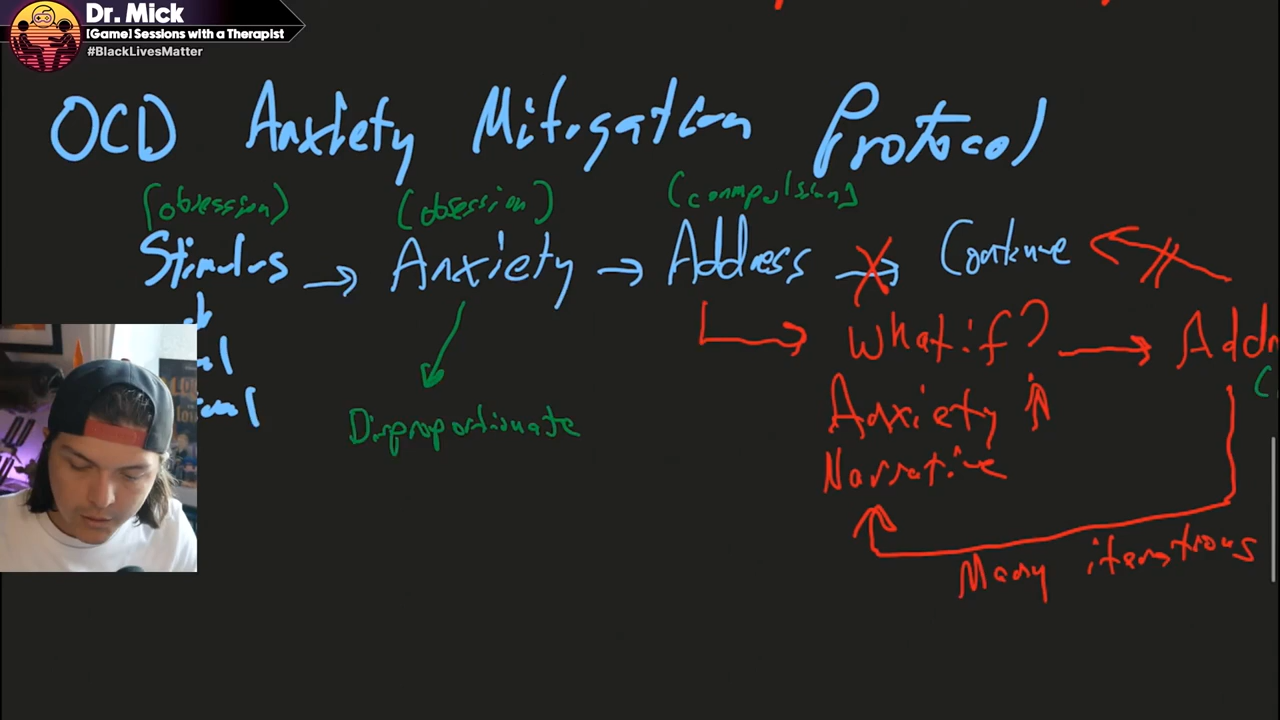 Dr. Mick
[Game] Sessions with a Therapist
#BlackLivesMatter
OCD Anxiety Mitigation Protocol
(obsession) (obsession) (compulsion)
Stimulus → Anxiety → Address → Continue
What if? → Addr
Anxiety ↑
Disproportionate
Narrative
Many iterations